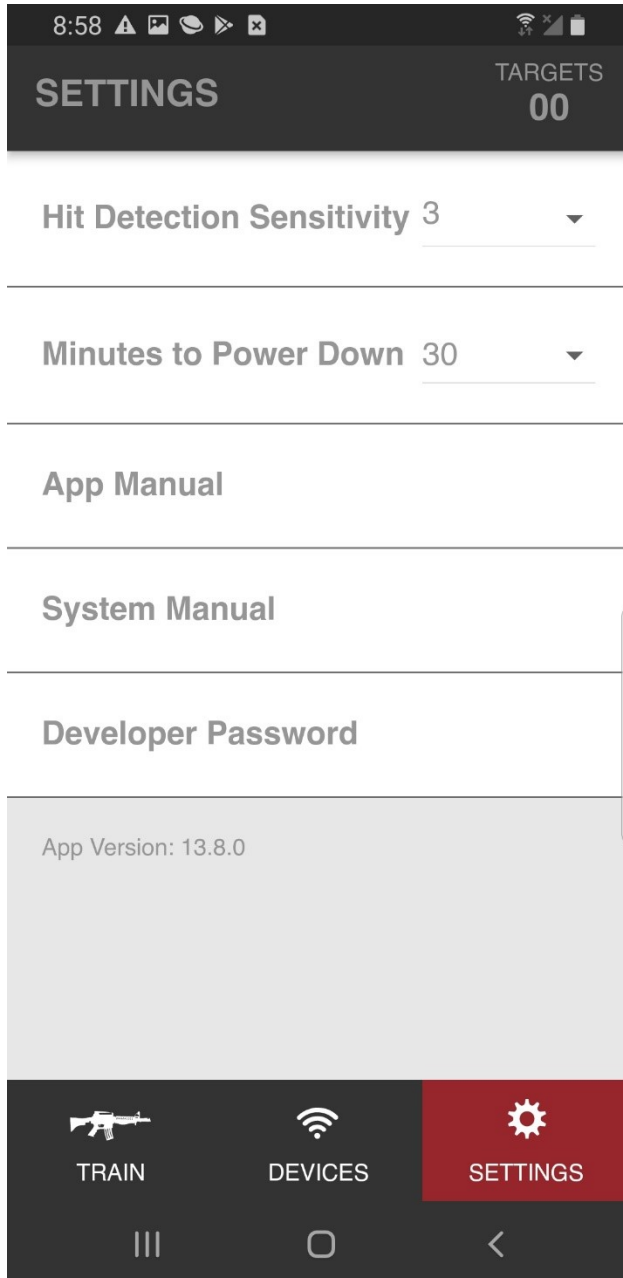 8:58
SETTINGS
TARGETS
00
Hit Detection Sensitivity 3
Minutes to Power Down 30
App Manual
System Manual
Developer Password
App Version: 13.8.0
TRAIN DEVICES SETTINGS